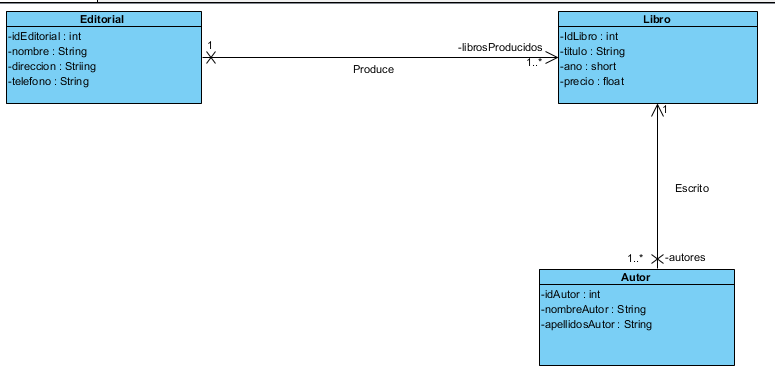 Editorial
-idEditorial : int
-nombre : String
-direccion : Striing
-telefono : String
1
Produce
-librosProducidos
1..*
Libro
-IdLibro : int
-titulo : String
-ano : short
-precio : float
1
Escrito
1..*
-autores
Autor
-idAutor : int
-nombreAutor : String
-apellidosAutor : String